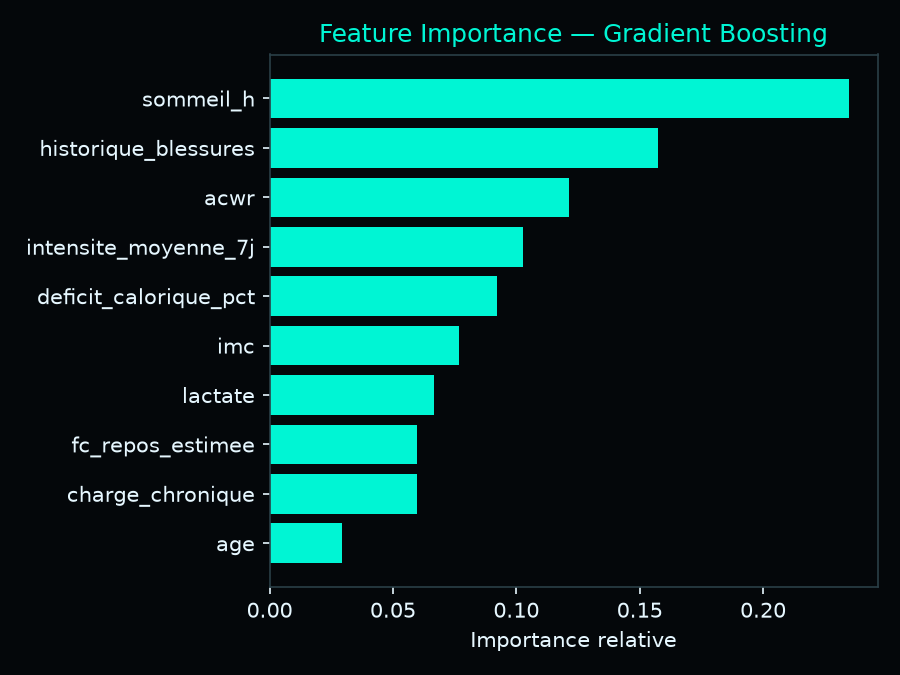 Feature Importance — Gradient Boosting
sommeil_h
historique_blessures
acwr
intensite_moyenne_7j
deficit_calorique_pct
imc
lactate
fc_repos_estimee
charge_chronique
age
0.00 0.05 0.10 0.15 0.20
Importance relative